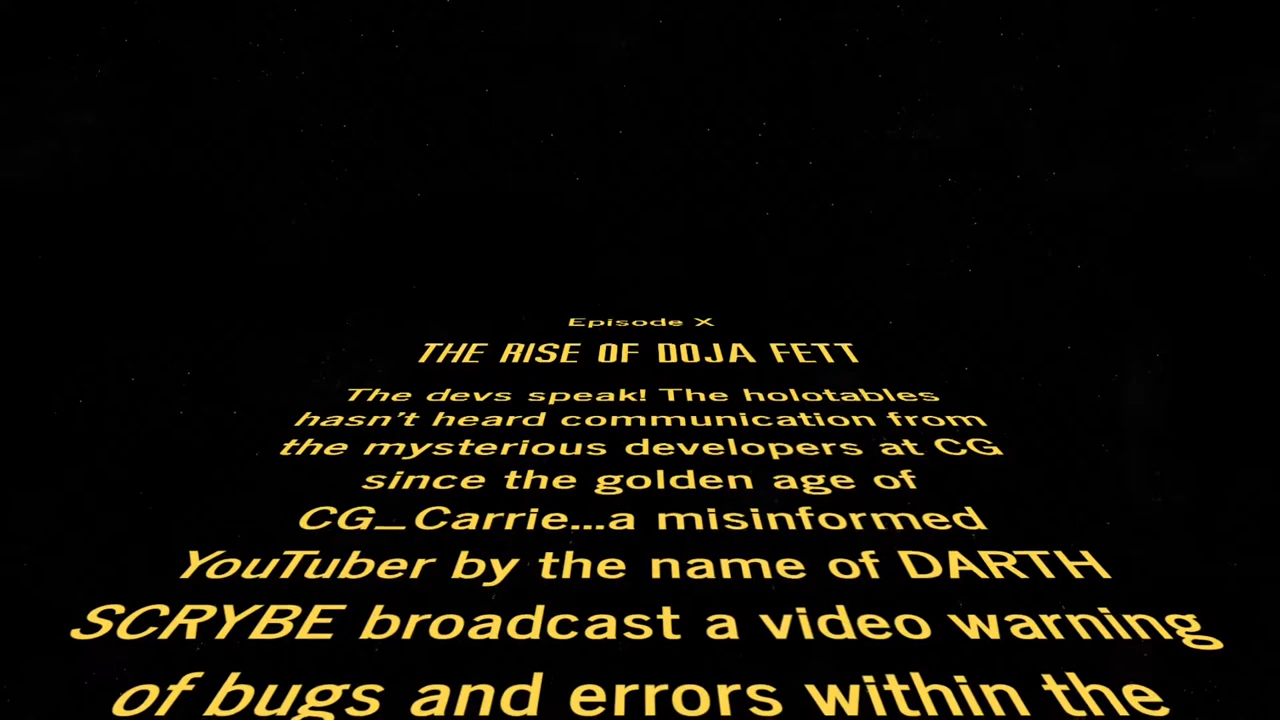 Episode X
THE RISE OF DOJA FETT
The devs speak! The holotables
hasn't heard communication from
the mysterious developers at CG
since the golden age of
CG_Carrie...a misinformed
YouTuber by the name of DARTH
SCRYBE broadcast a video warning
of bugs and errors within the